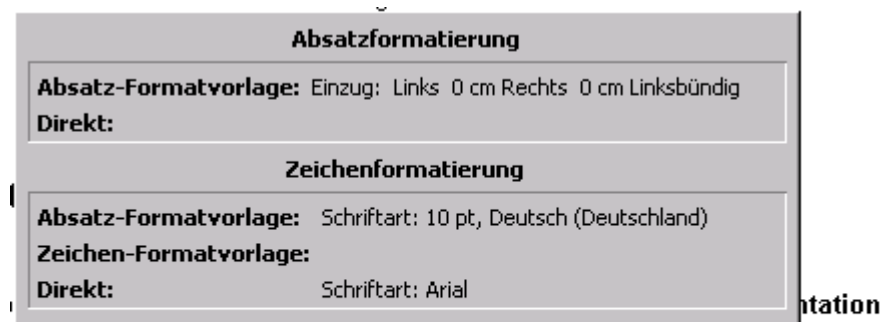 Absatzformatierung
Absatz-Formatvorlage: Einzug: Links 0 cm Rechts 0 cm Linksbündig
Direkt:
Zeichenformatierung
Absatz-Formatvorlage: Schriftart: 10 pt, Deutsch (Deutschland)
Zeichen-Formatvorlage:
Direkt: Schriftart: Arial
ntation